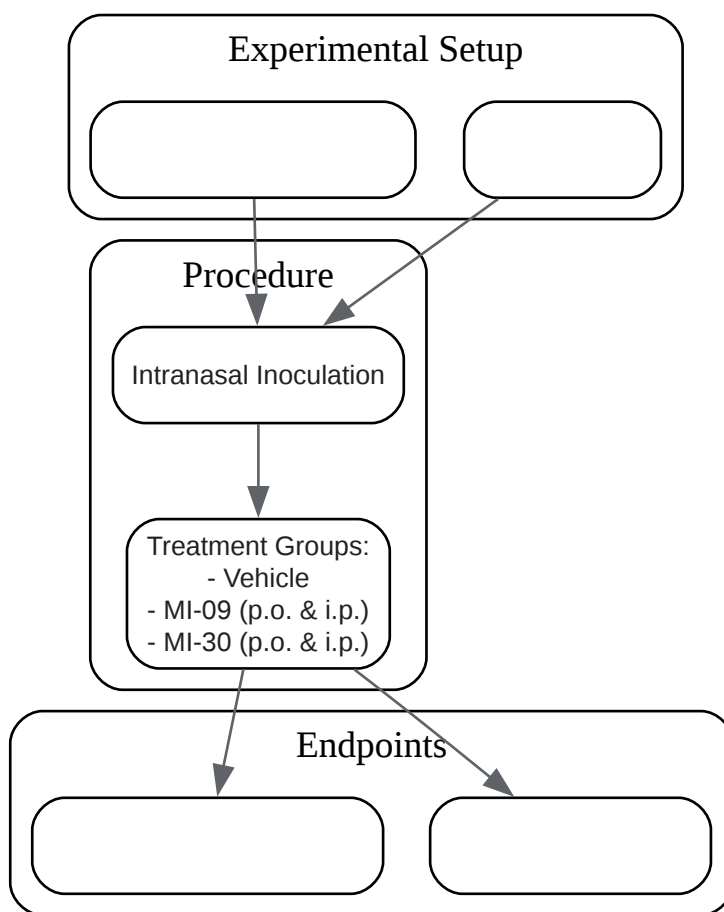 Experimental Setup
Procedure
Intranasal Inoculation
Treatment Groups:
- Vehicle
- MI-09 (p.o. & i.p.)
- MI-30 (p.o. & i.p.)
Endpoints